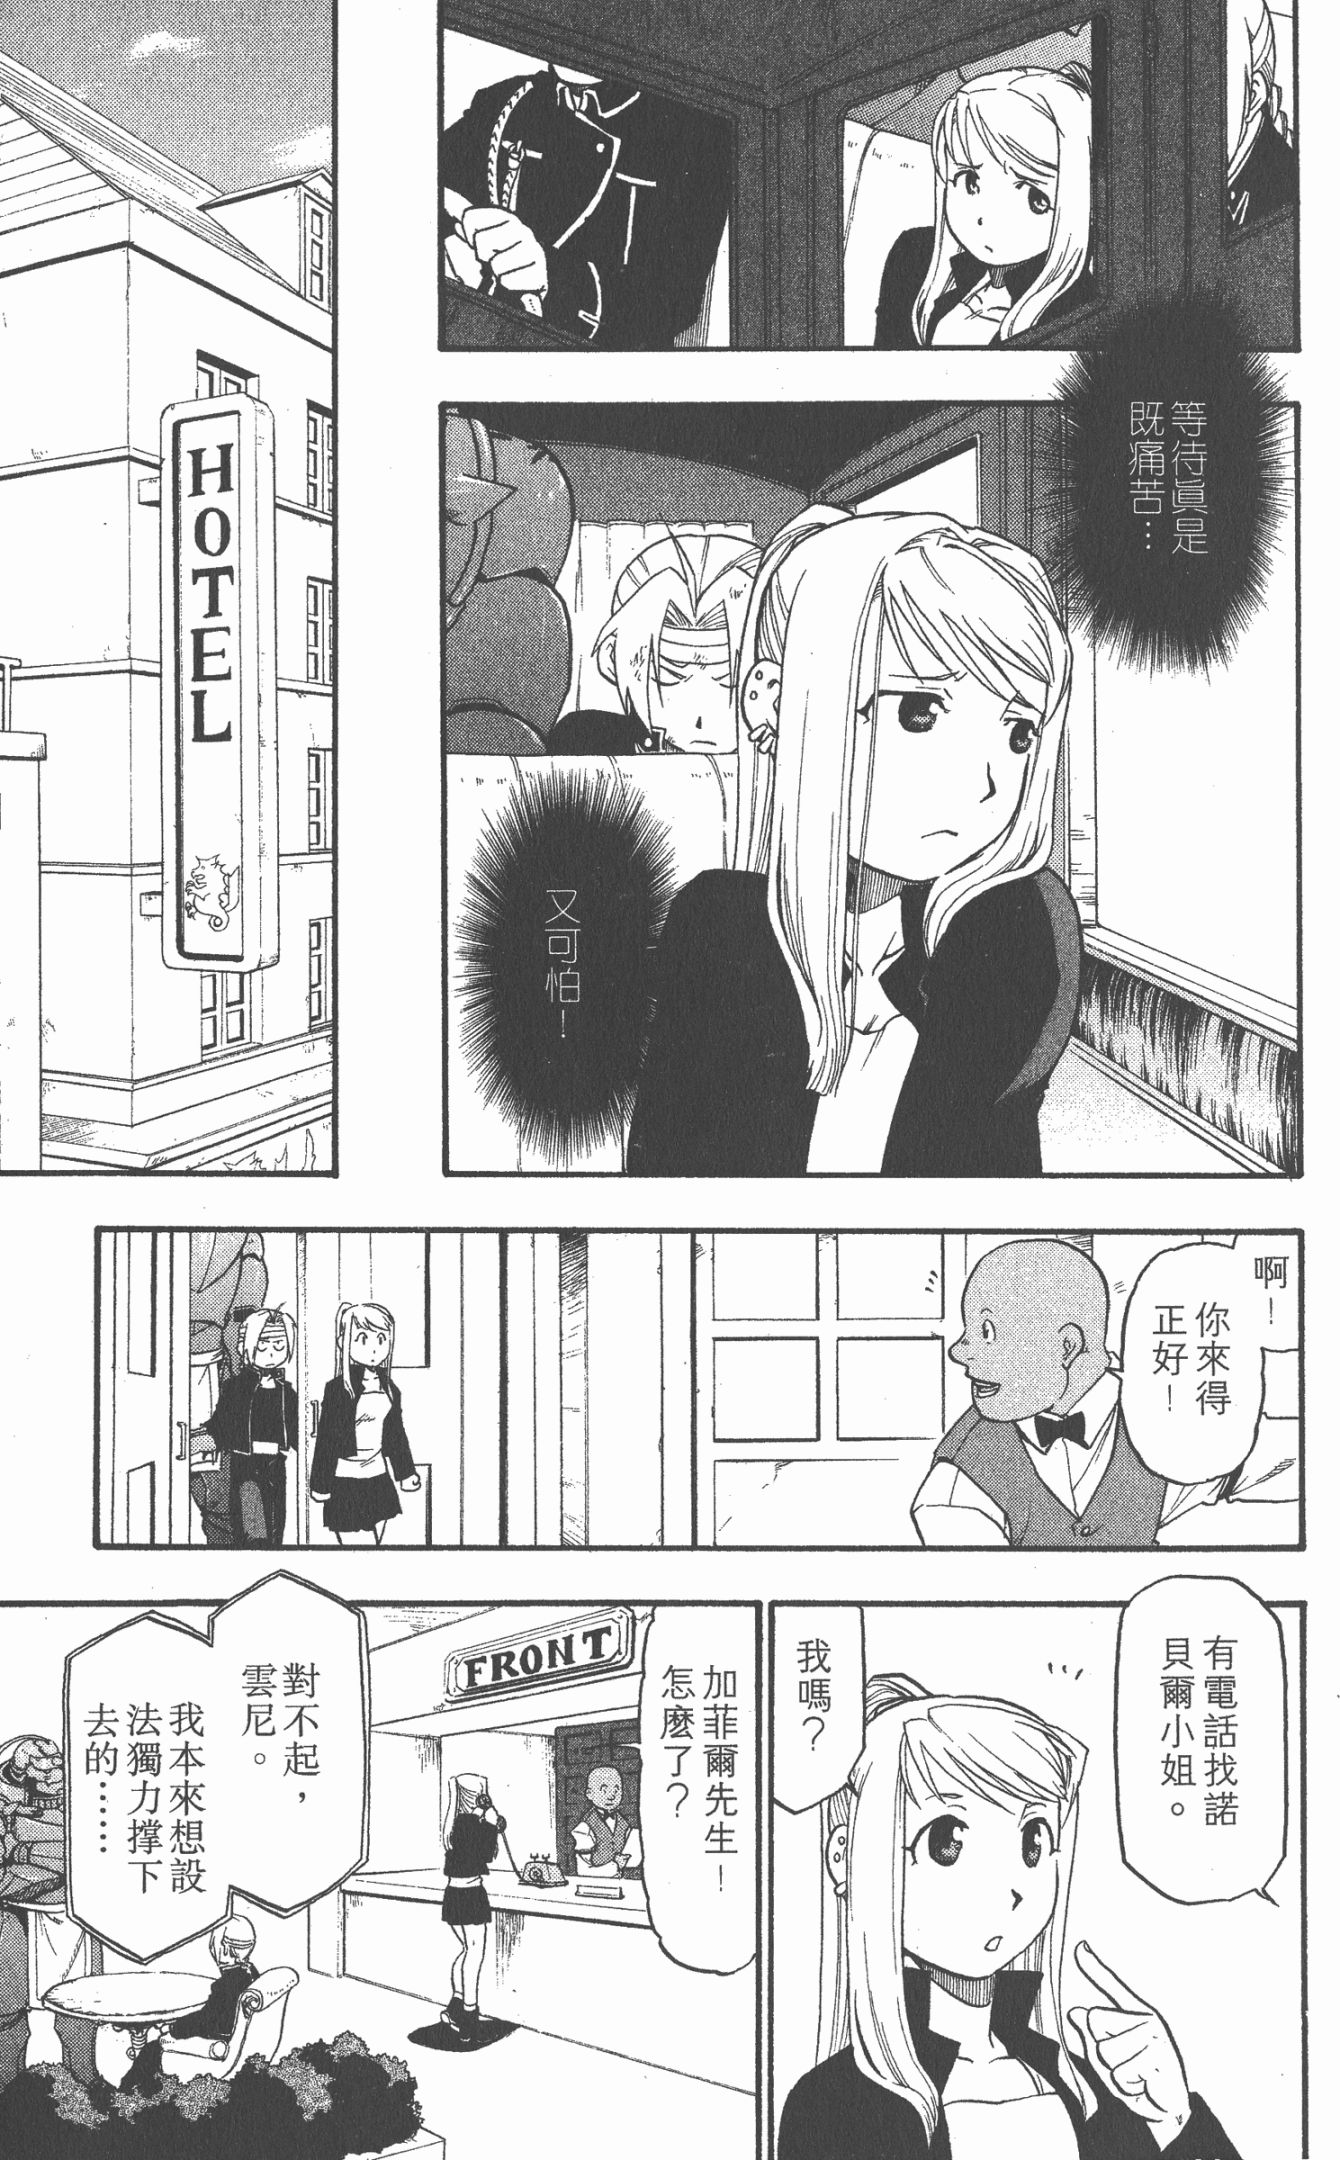 等待真是
既痛苦…
又可怕！
HOTEL
啊！
你來得
正好！
有電話找諾
貝爾小姐。
我嗎？
加菲爾先生！
怎麼了？
FRONT
對不起，
雲尼。
我本來想設
法獨力撐下
去的……